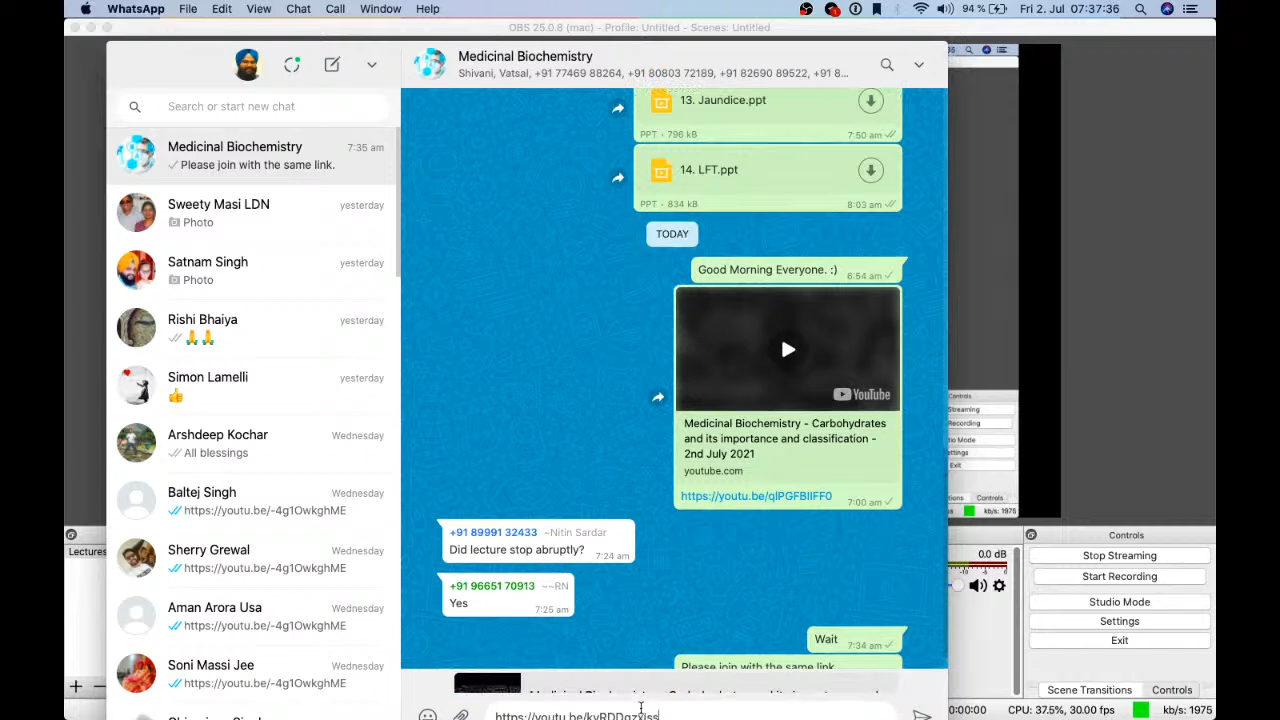 WhatsApp File Edit View Chat Call Window Help 94 % Fri 2. Jul 07:37:36
OBS 25.0.8 (mac) - Profile: Untitled - Scenes: Untitled
Medicinal Biochemistry
Shivani, Vatsal, +91 77469 88264, +91 80803 72189, +91 82690 89522, +91 8...
Search or start new chat
Medicinal Biochemistry 7:35 am
Please join with the same link.
Sweety Masi LDN yesterday
Photo
Satnam Singh yesterday
Photo
Rishi Bhaiya yesterday
🙏🙏
Simon Lamelli yesterday
👍
Arshdeep Kochar Wednesday
All blessings
Baltej Singh Wednesday
https://youtu.be/-4g1OwkghME
Sherry Grewal Wednesday
https://youtu.be/-4g1OwkghME
Aman Arora Usa Wednesday
https://youtu.be/-4g1OwkghME
Soni Massi Jee Wednesday
https://youtu.be/-4g1OwkghME
13. Jaundice.ppt
PPT • 796 kB 7:50 am
14. LFT.ppt
PPT • 834 kB 8:03 am
TODAY
Good Morning Everyone. :) 6:54 am
YouTube
Medicinal Biochemistry - Carbohydrates
and its importance and classification -
2nd July 2021
youtube.com
https://youtu.be/qlPGFBIIFF0 7:00 am
+91 89991 32433 ~Nitin Sardar
Did lecture stop abruptly? 7:24 am
+91 96651 70913 ~~RN
Yes 7:25 am
Wait 7:34 am
Please join with the same link
Lectures
0.0 dB
Controls
Stop Streaming
Start Recording
Studio Mode
Settings
Exit
Scene Transitions Controls
CPU: 37.5%, 30.00 fps kb/s: 1975